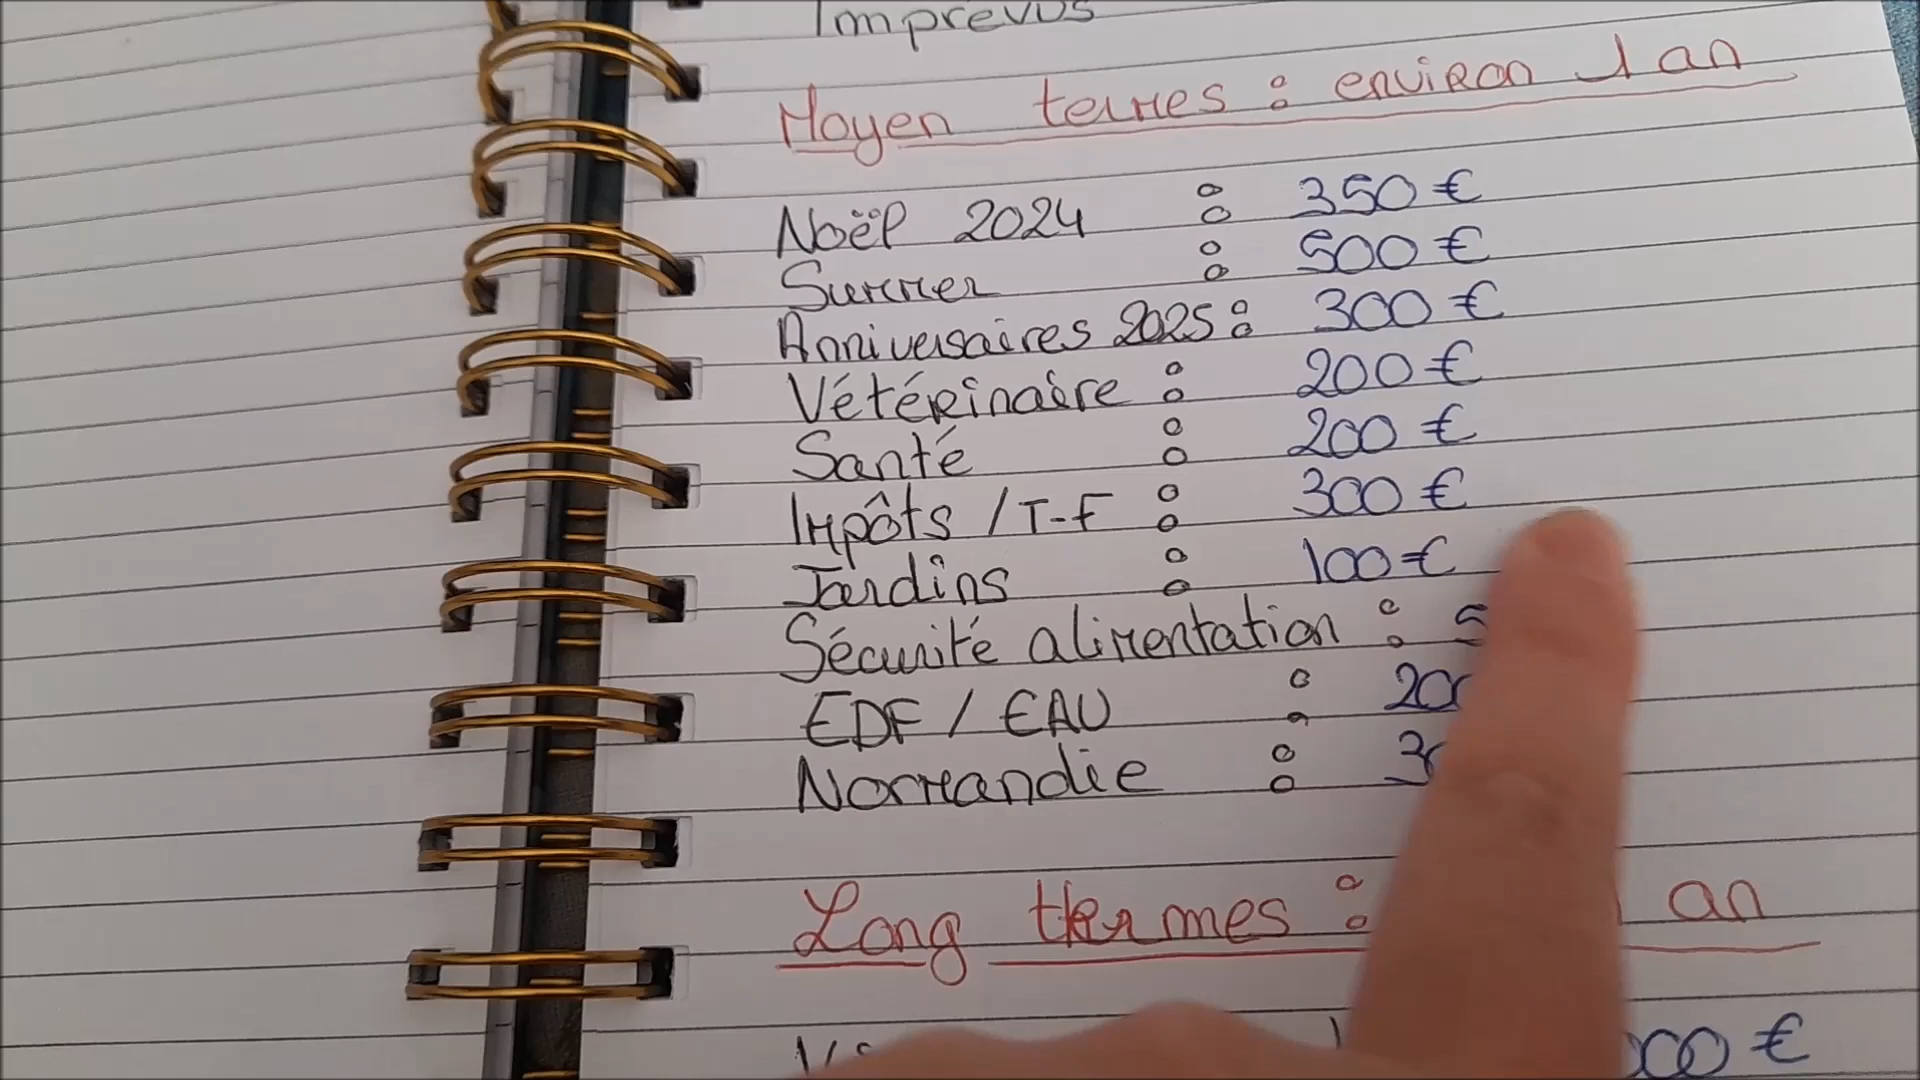 Imprévus
Moyen termes : environ 1 an
Noël 2024 : 350 €
Summer : 500 €
Anniversaires 2025 : 300 €
Vétérinaire : 200 €
Santé : 200 €
Impôts / T-F : 300 €
Jardins : 100 €
Sécurité alimentation :
EDF / EAU :
Normandie :
Long termes : an
€